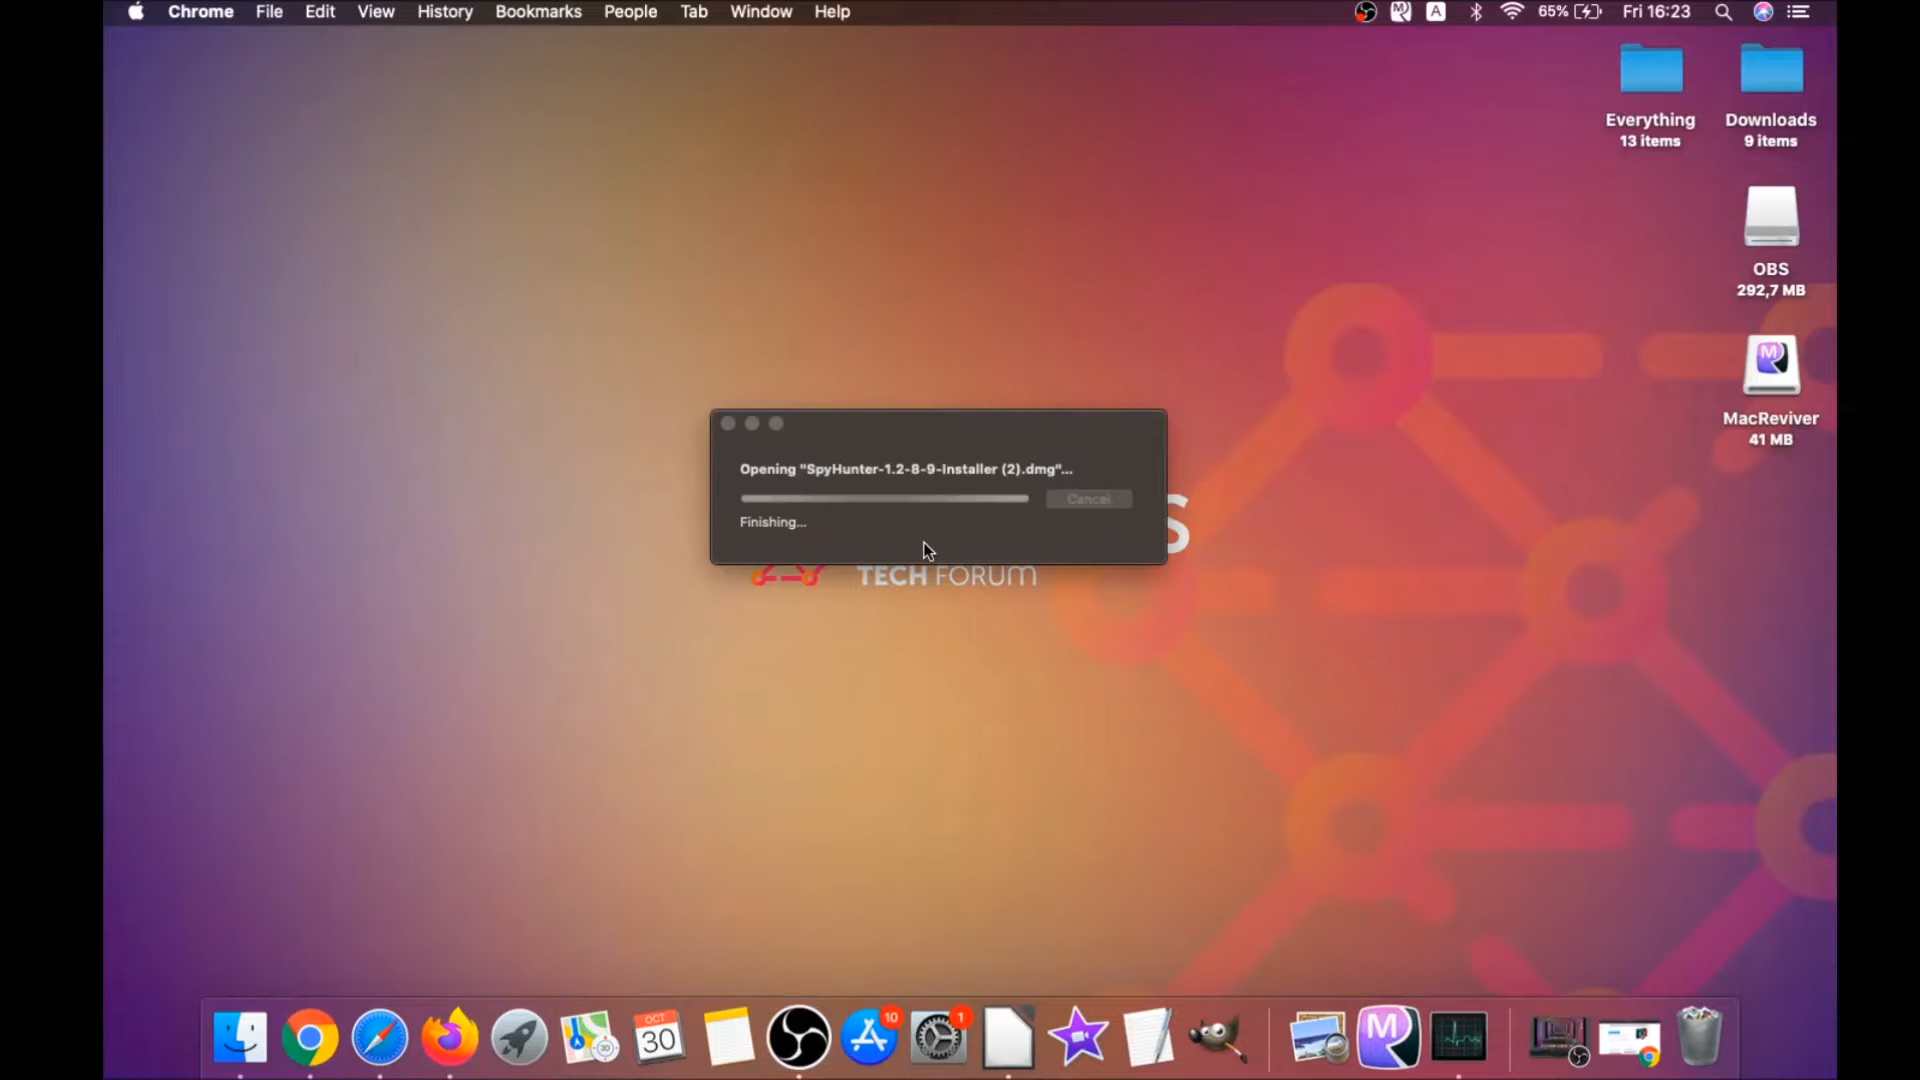 Chrome File Edit View History Bookmarks People Tab Window Help
A 65% Fri 16:23
Everything
13 items
Downloads
9 items
OBS
292,7 MB
M
MacReviver
41 MB
Opening "SpyHunter-1.2-8-9-Installer (2).dmg"...
Cancel
Finishing...
S
TECH FORUM
OCT
30
10
1
M